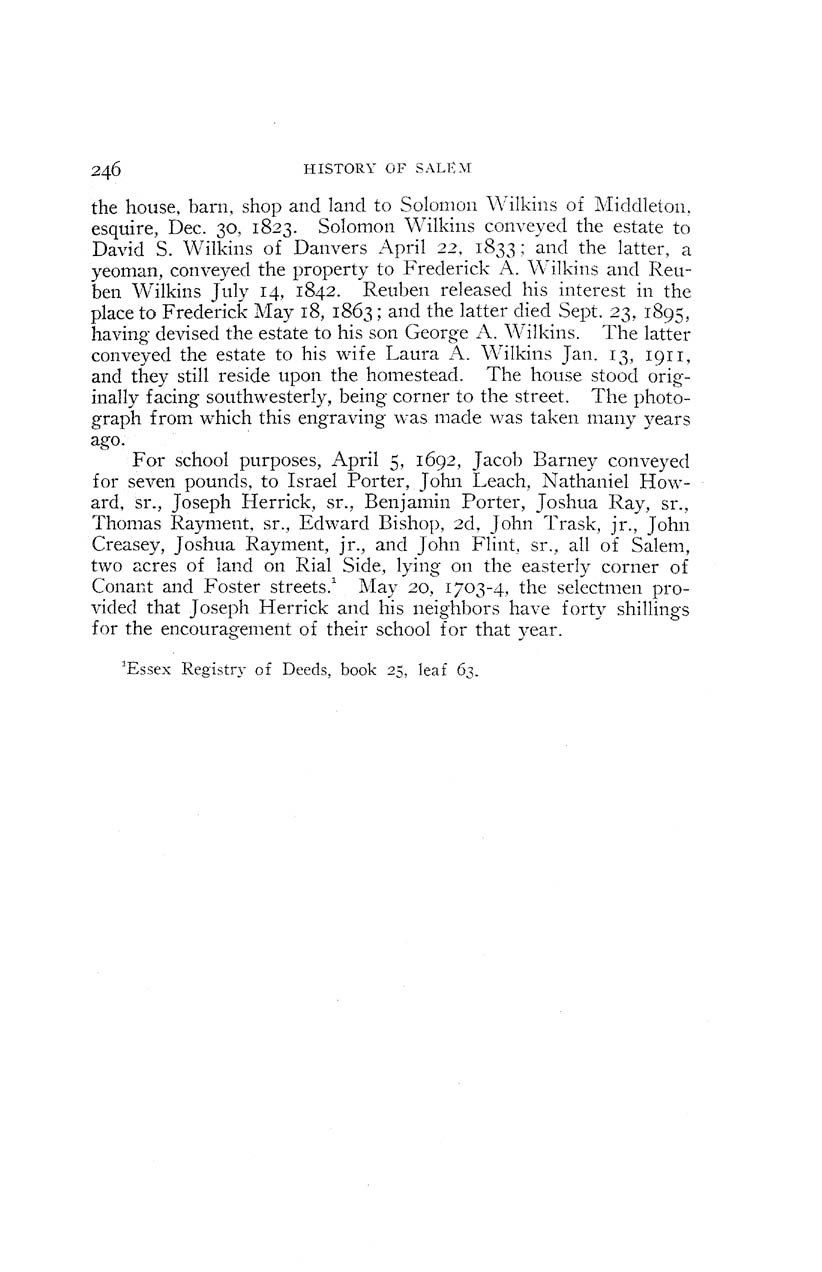 246 HISTORY OF SALEM
the house, barn, shop and land to Solomon Wilkins of Middleton,
esquire, Dec. 30, 1823. Solomon Wilkins conveyed the estate to
David S. Wilkins of Danvers April 22, 1833; and the latter, a
yeoman, conveyed the property to Frederick A. Wilkins and Reu-
ben Wilkins July 14, 1842. Reuben released his interest in the
place to Frederick May 18, 1863; and the latter died Sept. 23, 1895,
having devised the estate to his son George A. Wilkins. The latter
conveyed the estate to his wife Laura A. Wilkins Jan. 13, 1911,
and they still reside upon the homestead. The house stood orig-
inally facing southwesterly, being corner to the street. The photo-
graph from which this engraving was made was taken many years
ago.
For school purposes, April 5, 1692, Jacob Barney conveyed
for seven pounds, to Israel Porter, John Leach, Nathaniel How-
ard, sr., Joseph Herrick, sr., Benjamin Porter, Joshua Ray, sr.,
Thomas Rayment, sr., Edward Bishop, 2d, John Trask, jr., John
Creasey, Joshua Rayment, jr., and John Flint, sr., all of Salem,
two acres of land on Rial Side, lying on the easterly corner of
Conant and Foster streets.¹ May 20, 1703-4, the selectmen pro-
vided that Joseph Herrick and his neighbors have forty shillings
for the encouragement of their school for that year.
¹Essex Registry of Deeds, book 25, leaf 63.